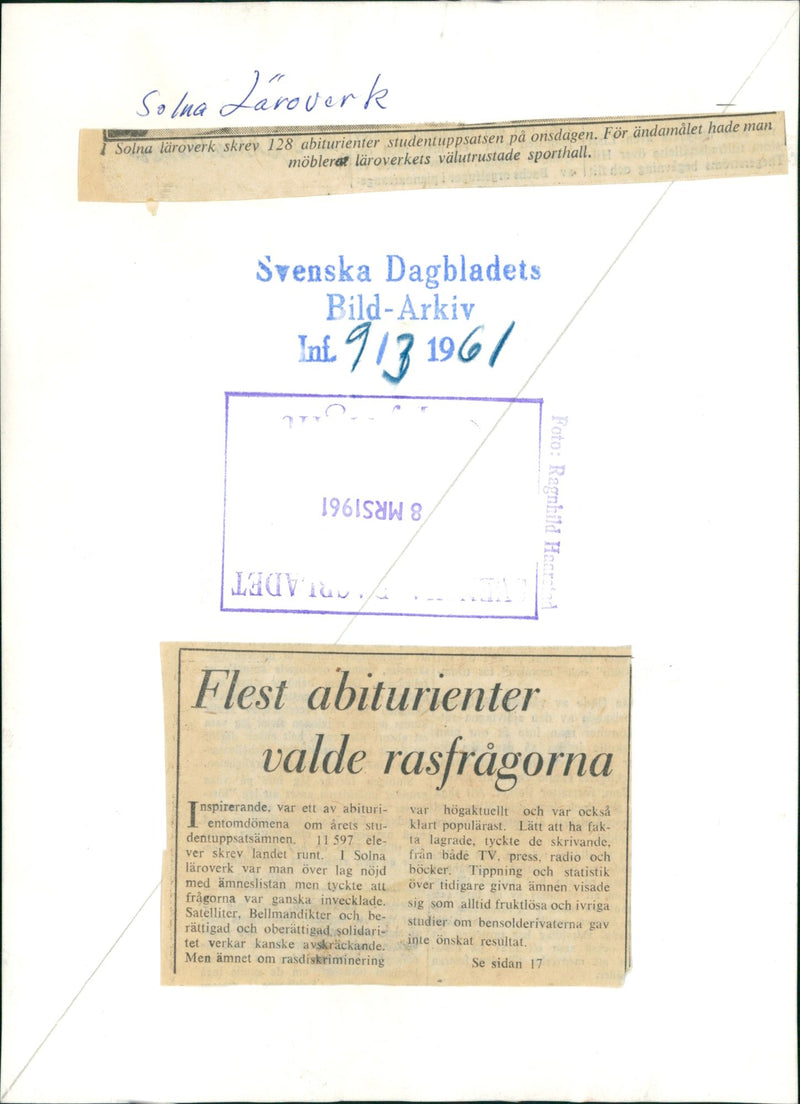 Solna Läroverk
I Solna läroverk skrev 128 abiturienter studentuppsatsen på onsdagen. För ändamålet hade man
möblerat läroverkets välutrustade sporthall.
Svenska Dagbladets
Bild-Arkiv
Inf. 9/3 1961
Foto: Ragnhild Haarstad
8 MRS 1961
SVENSKA DAGBLADET
Flest abiturienter
valde rasfrågorna
Inspirerande, var ett av abituri-
entomdömena om årets stu-
dentuppsatsämnen. 11 597 ele-
ver skrev landet runt. I Solna
läroverk var man över lag nöjd
med ämneslistan men tyckte att
frågorna var ganska invecklade.
Satelliter, Bellmandikter och be-
rättigad och oberättigad solidari-
tet verkar kanske avskräckande.
Men ämnet om rasdiskriminering
var högaktuellt och var också
klart populärast. Lätt att ha fak-
ta lagrade, tyckte de skrivande,
från både TV, press, radio och
böcker. Tippning och statistik
över tidigare givna ämnen visade
sig som alltid fruktlösa och ivriga
studier om bensolderivaterna gav
inte önskat resultat.
Se sidan 17